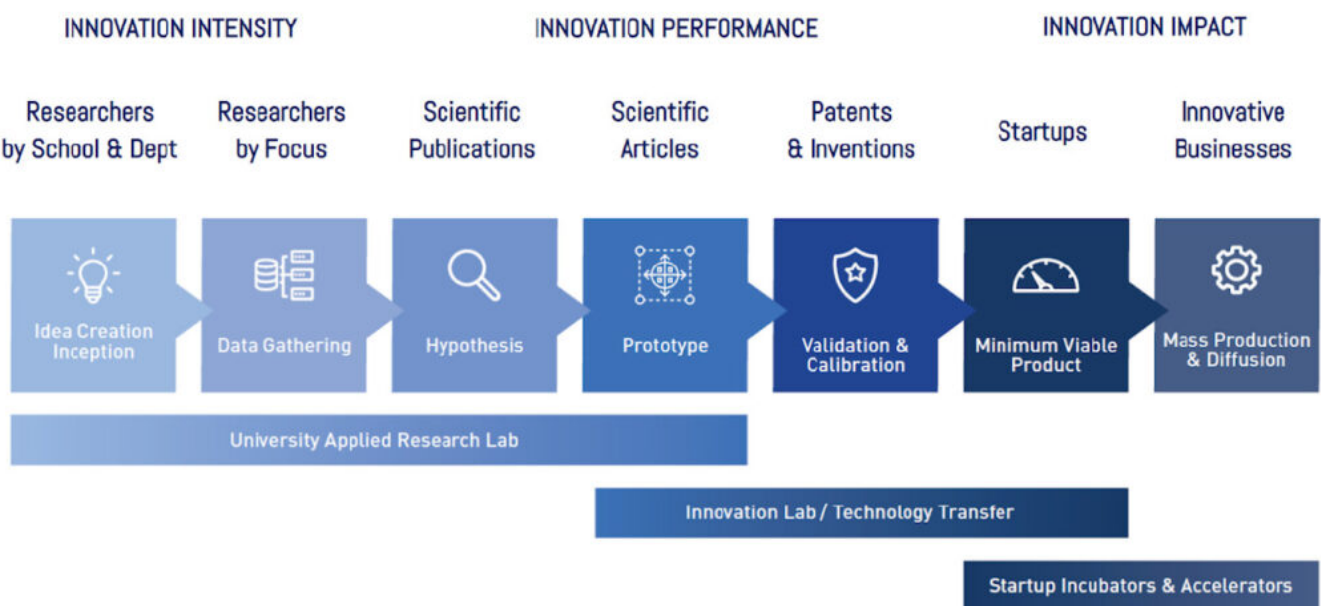 INNOVATION INTENSITY
INNOVATION PERFORMANCE
INNOVATION IMPACT
Researchers
by School & Dept
Researchers
by Focus
Scientific
Publications
Scientific
Articles
Patents
& Inventions
Startups
Innovative
Businesses
Idea Creation
Inception
Data Gathering
Hypothesis
Prototype
Validation &
Calibration
Minimum Viable
Product
Mass Production
& Diffusion
University Applied Research Lab
Innovation Lab / Technology Transfer
Startup Incubators & Accelerators